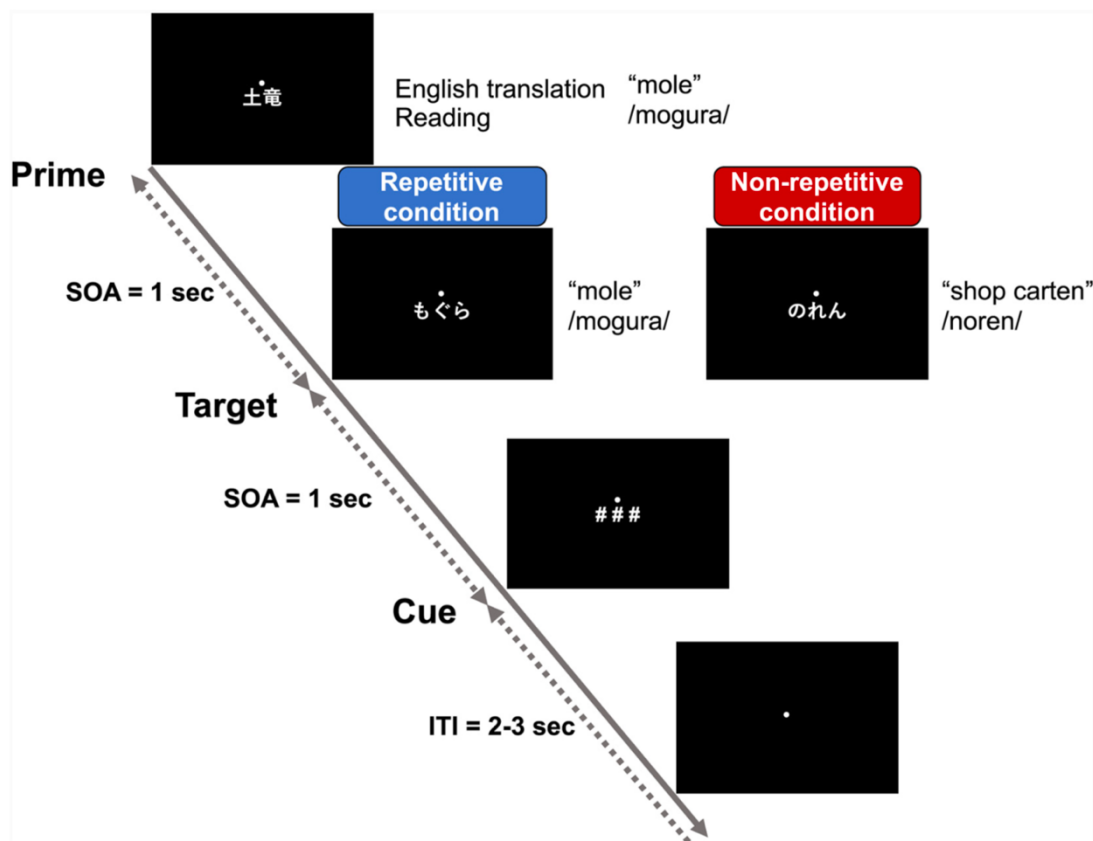 土竜
English translation “mole”
Reading /mogura/
Prime
Repetitive
condition
Non-repetitive
condition
SOA = 1 sec
もぐら
“mole”
/mogura/
のれん
“shop carten”
/noren/
Target
SOA = 1 sec
###
Cue
ITI = 2-3 sec